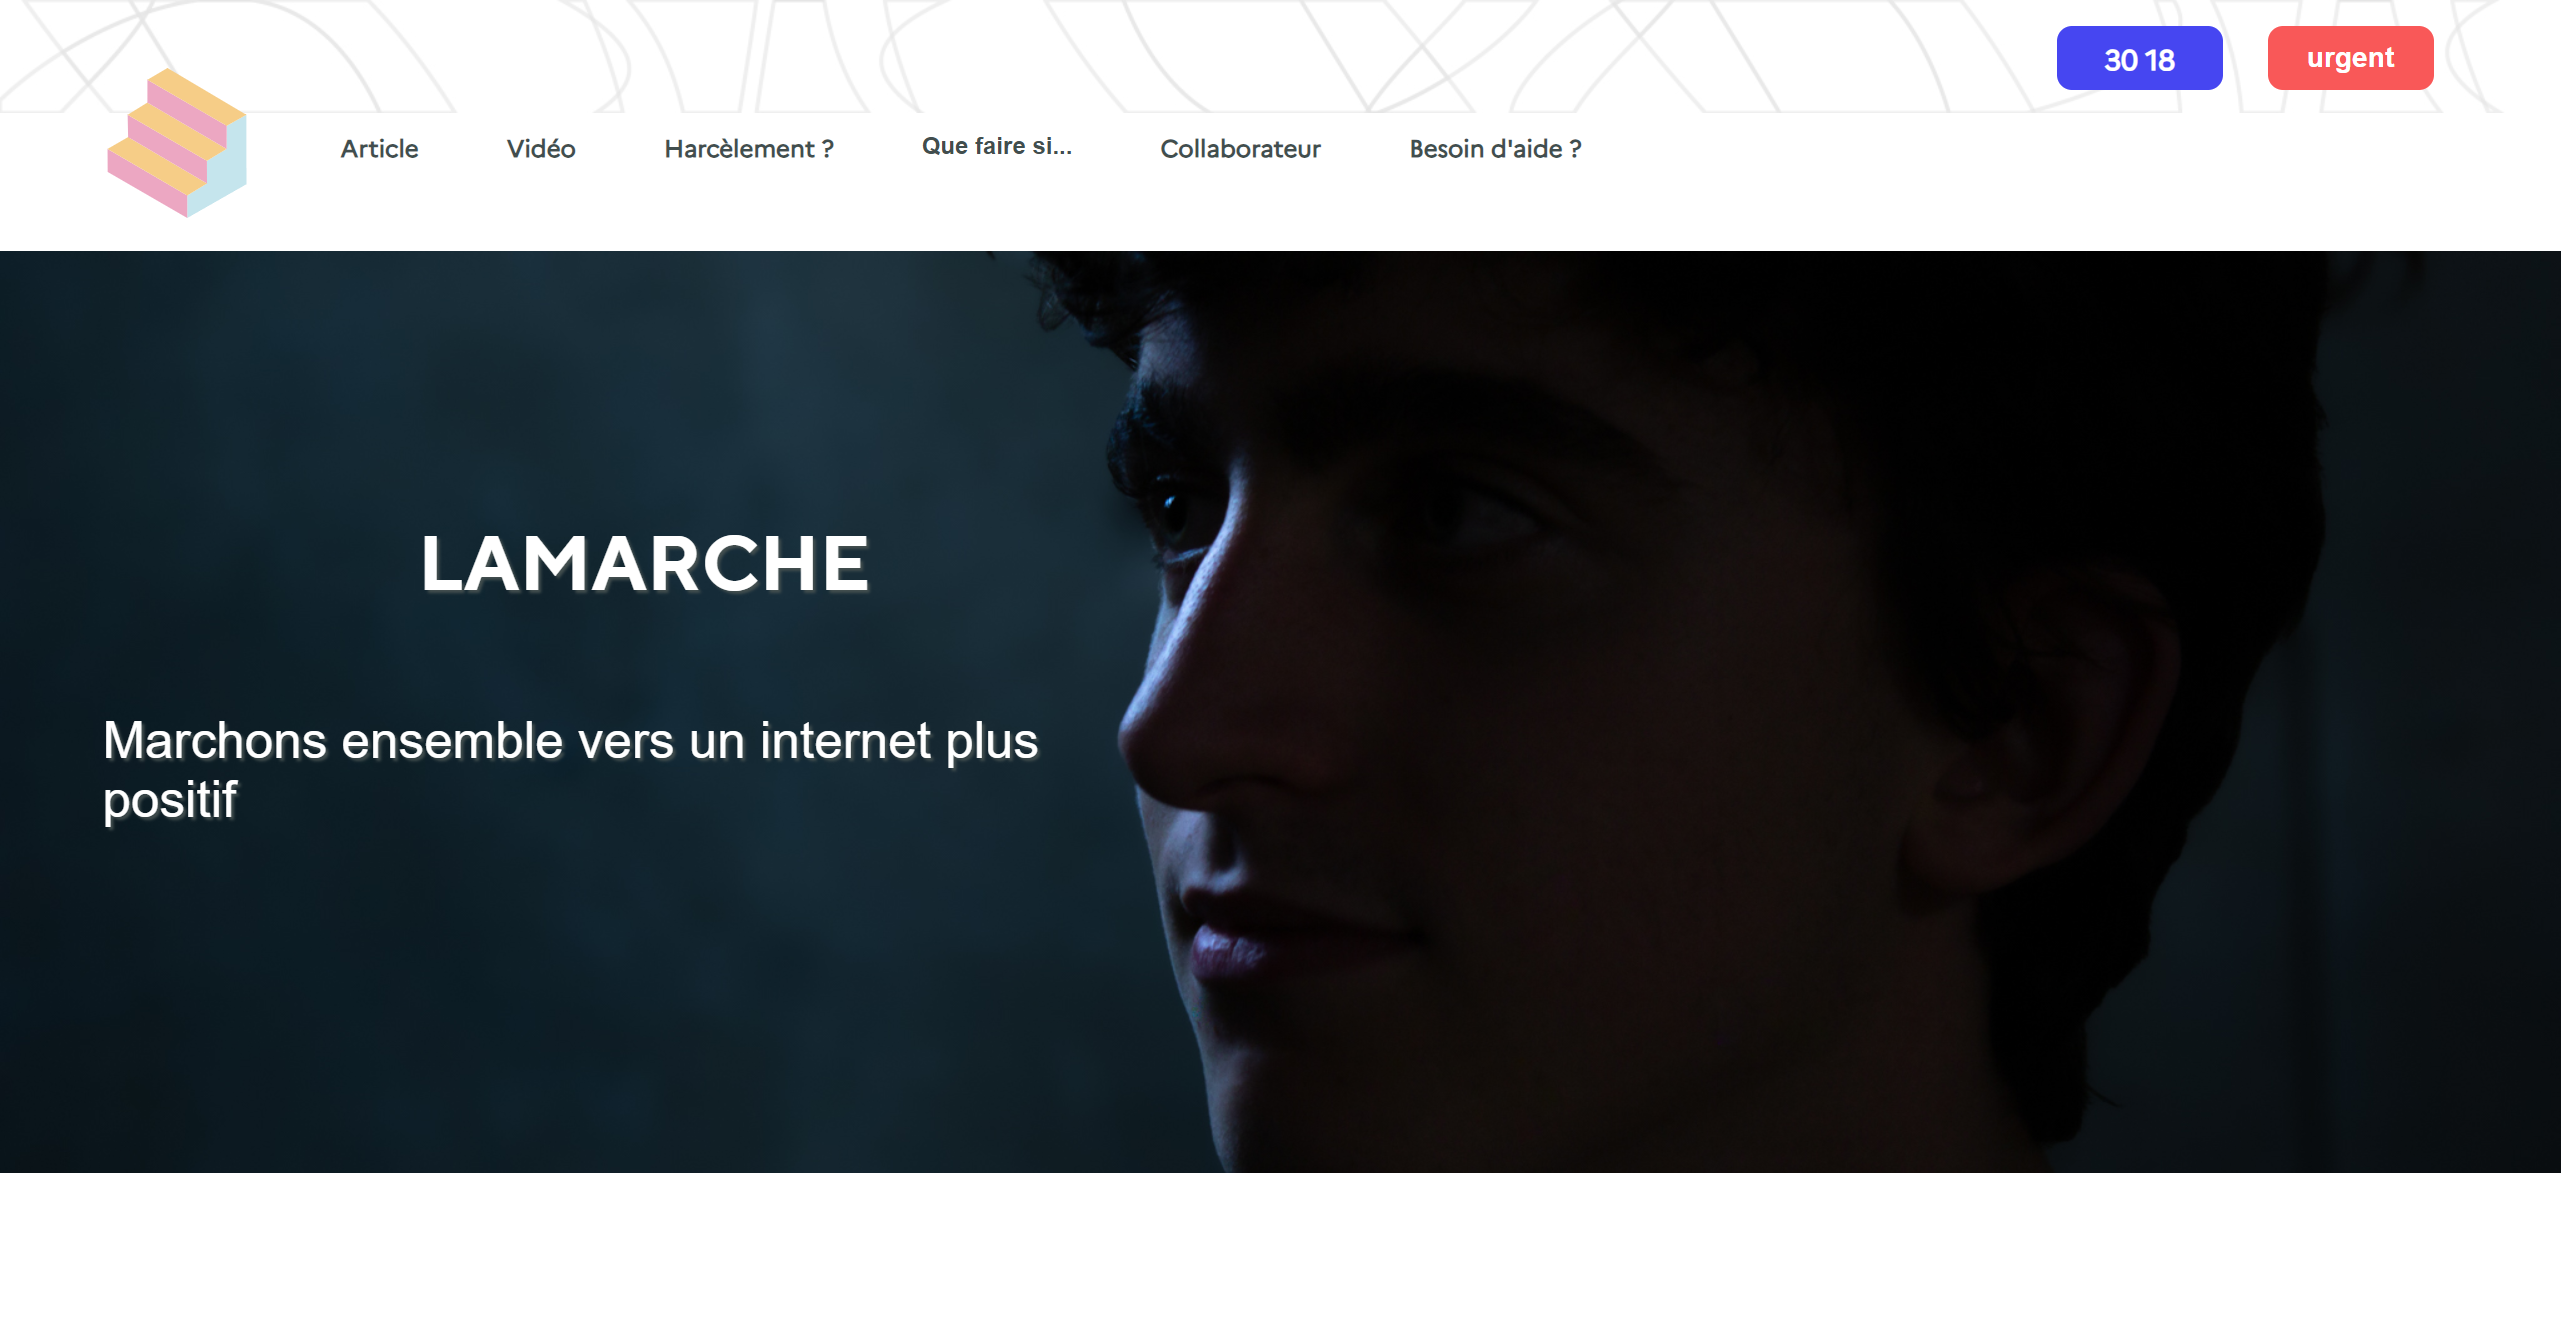 30 18
urgent
Article
Vidéo
Harcèlement ?
Que faire si...
Collaborateur
Besoin d'aide ?
LAMARCHE
Marchons ensemble vers un internet plus
positif